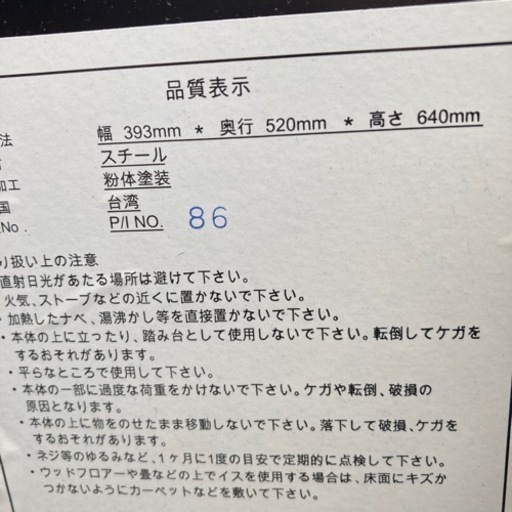 品質表示
法 幅 393mm * 奥行 520mm * 高さ 640mm
スチール
加工 粉体塗装
国 台湾
No. P/I NO. 86
り扱い上の注意
直射日光があたる場所は避けて下さい。
火気、ストーブなどの近くに置かないで下さい。
・加熱したナベ、湯沸かし等を直接置かないで下さい。
・本体の上に立ったり、踏み台として使用しないで下さい。転倒してケガを
するおそれがあります。
・平らなところで使用して下さい。
・本体の一部に過度な荷重をかけないで下さい。ケガや転倒、破損の
原因となります。
・本体の上に物をのせたまま移動しないで下さい。落下して破損、ケガを
するおそれがあります。
・ネジ等のゆるみなど、1ヶ月に1度の目安で定期的に点検して下さい。
・ウッドフロアーや畳などの上でイスを使用する場合は、床面にキズが
つかないようにカーペットなどを敷いて下さい。